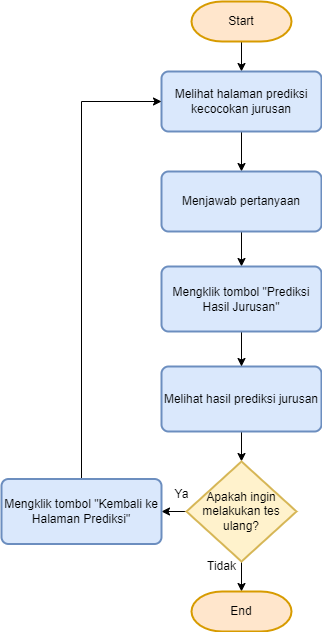 Start
Melihat halaman prediksi
kecocokan jurusan
Menjawab pertanyaan
Mengklik tombol "Prediksi
Hasil Jurusan"
Melihat hasil prediksi jurusan
Apakah ingin
melakukan tes
ulang?
Ya
Mengklik tombol "Kembali ke
Halaman Prediksi"
Tidak
End